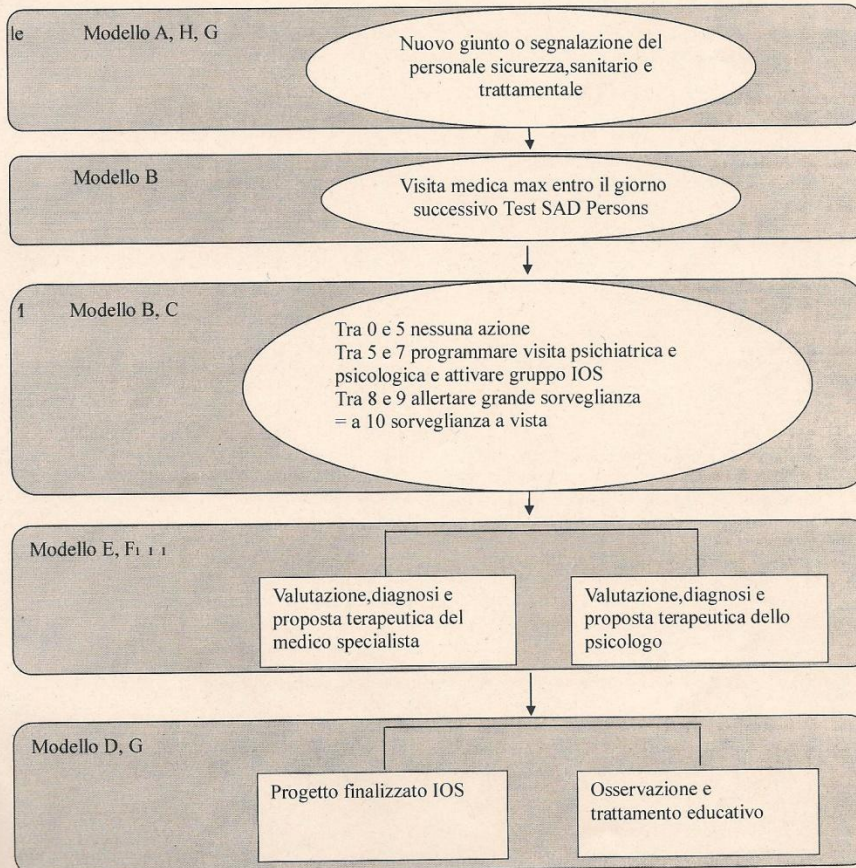 le Modello A, H, G
Nuovo giunto o segnalazione del
personale sicurezza,sanitario e
trattamentale
Modello B
Visita medica max entro il giorno
successivo Test SAD Persons
1 Modello B, C
Tra 0 e 5 nessuna azione
Tra 5 e 7 programmare visita psichiatrica e
psicologica e attivare gruppo IOS
Tra 8 e 9 allertare grande sorveglianza
= a 10 sorveglianza a vista
Modello E, F
Valutazione,diagnosi e
proposta terapeutica del
medico specialista
Valutazione,diagnosi e
proposta terapeutica dello
psicologo
Modello D, G
Progetto finalizzato IOS
Osservazione e
trattamento educativo